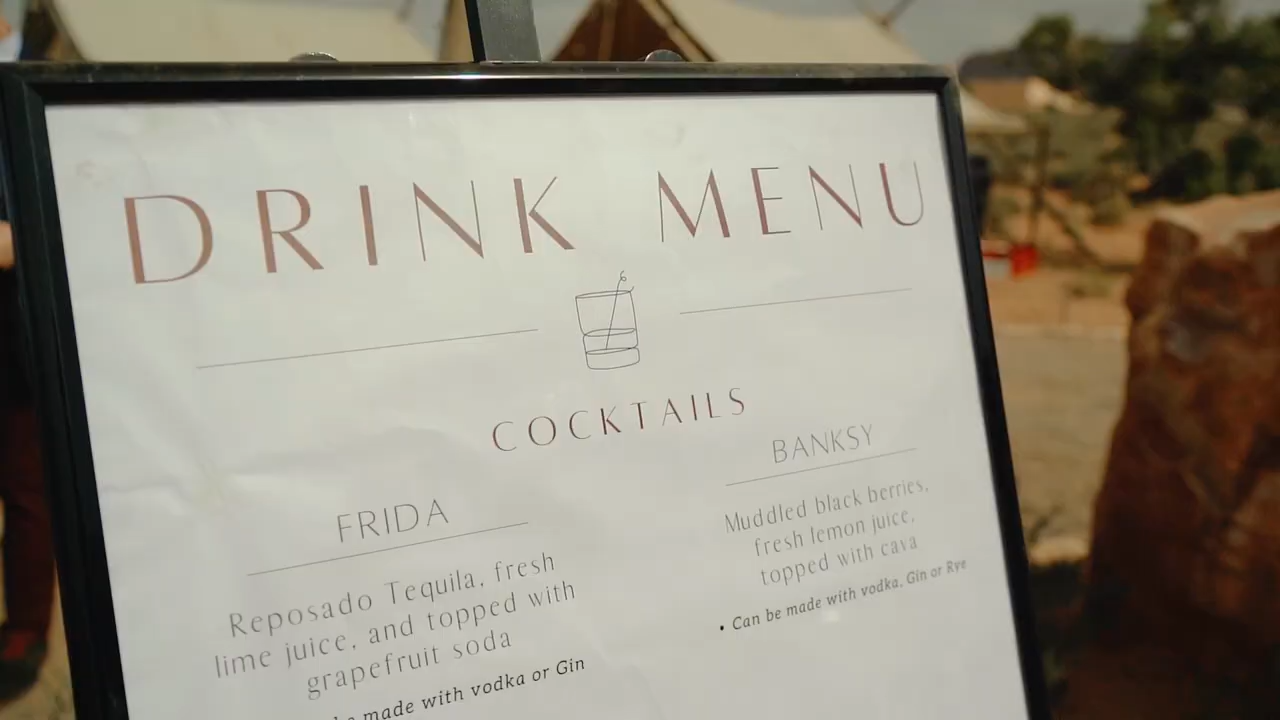 DRINK MENU
COCKTAILS
FRIDA
Reposado Tequila, fresh
lime juice, and topped with
grapefruit soda
made with vodka or Gin
BANKSY
Muddled black berries,
fresh lemon juice,
topped with cava
• Can be made with vodka, Gin or Rye